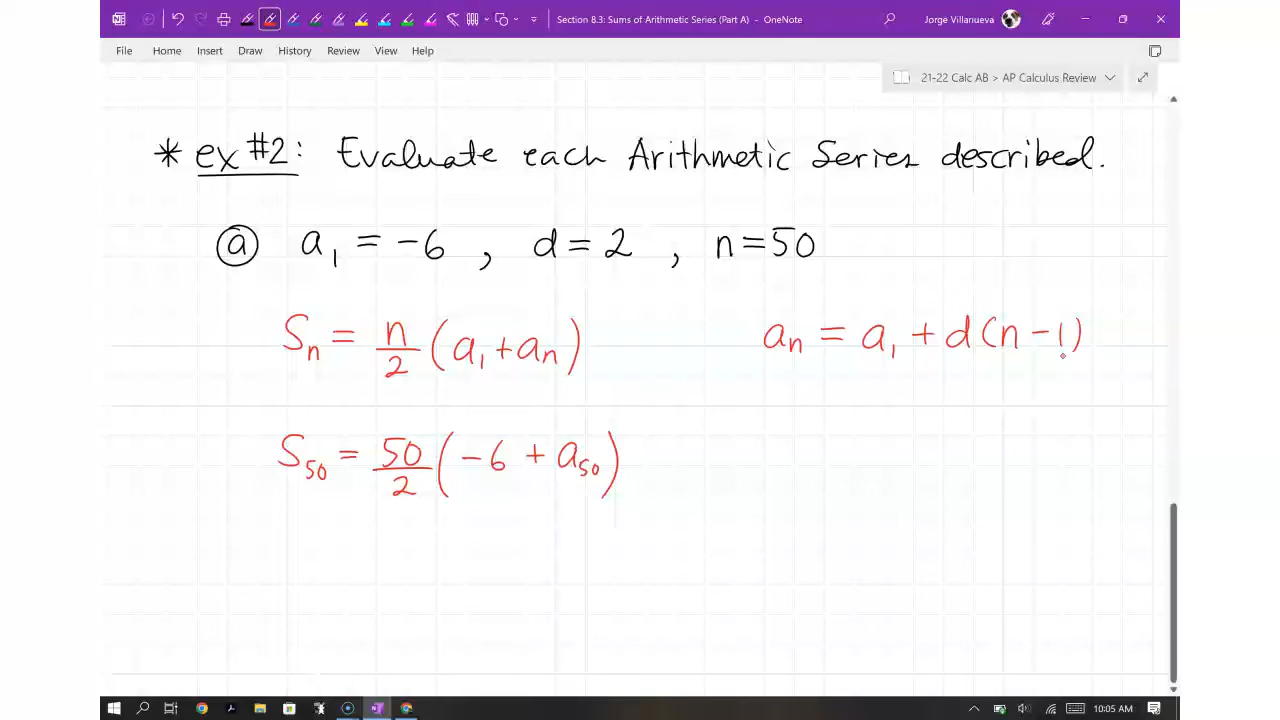 Section 8.3: Sums of Arithmetic Series (Part A) - OneNote
Jorge Villanueva
File Home Insert Draw History Review View Help
21-22 Calc AB > AP Calculus Review
* ex #2: Evaluate each Arithmetic Series described.
ⓐ a₁ = -6 , d = 2 , n = 50
Sₙ = n/2 (a₁ + aₙ) aₙ = a₁ + d(n - 1)
S₅₀ = 50/2 (-6 + a₅₀)
10:05 AM